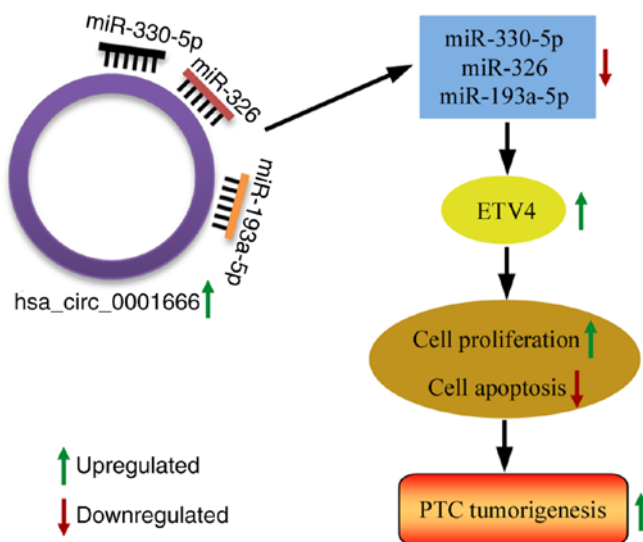 miR-330-5p
miR-326
miR-193a-5p
hsa_circ_0001666
miR-330-5p
miR-326
miR-193a-5p
ETV4
Cell proliferation
Cell apoptosis
PTC tumorigenesis
Upregulated
Downregulated